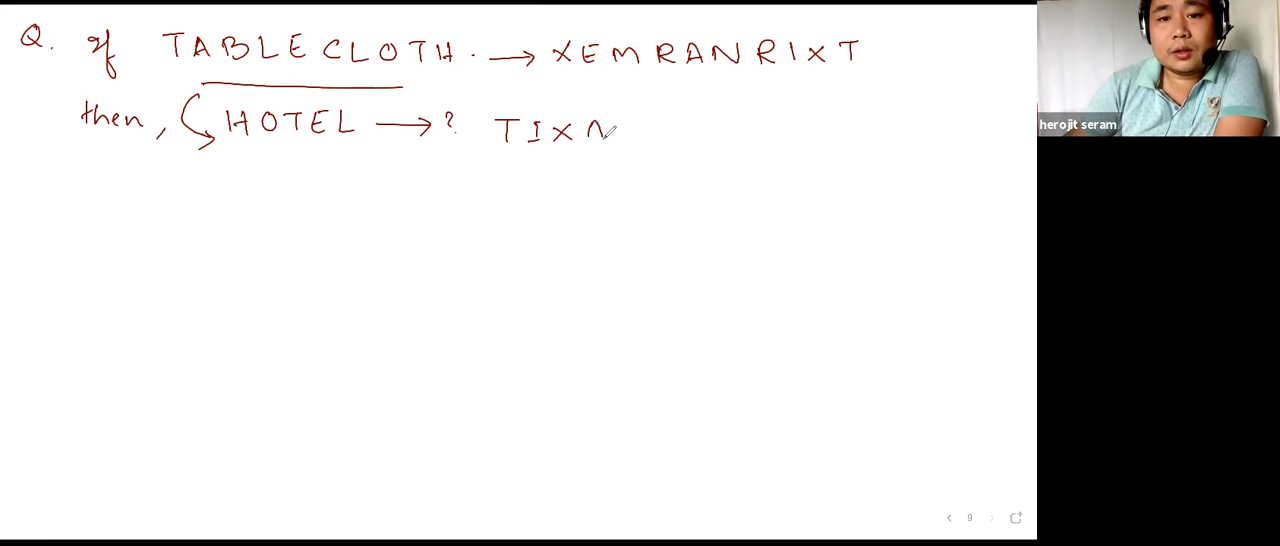 Q. If TABLECLOTH. → XEMRANRIXT
then, HOTEL → ? TIXN
herojit seram
9